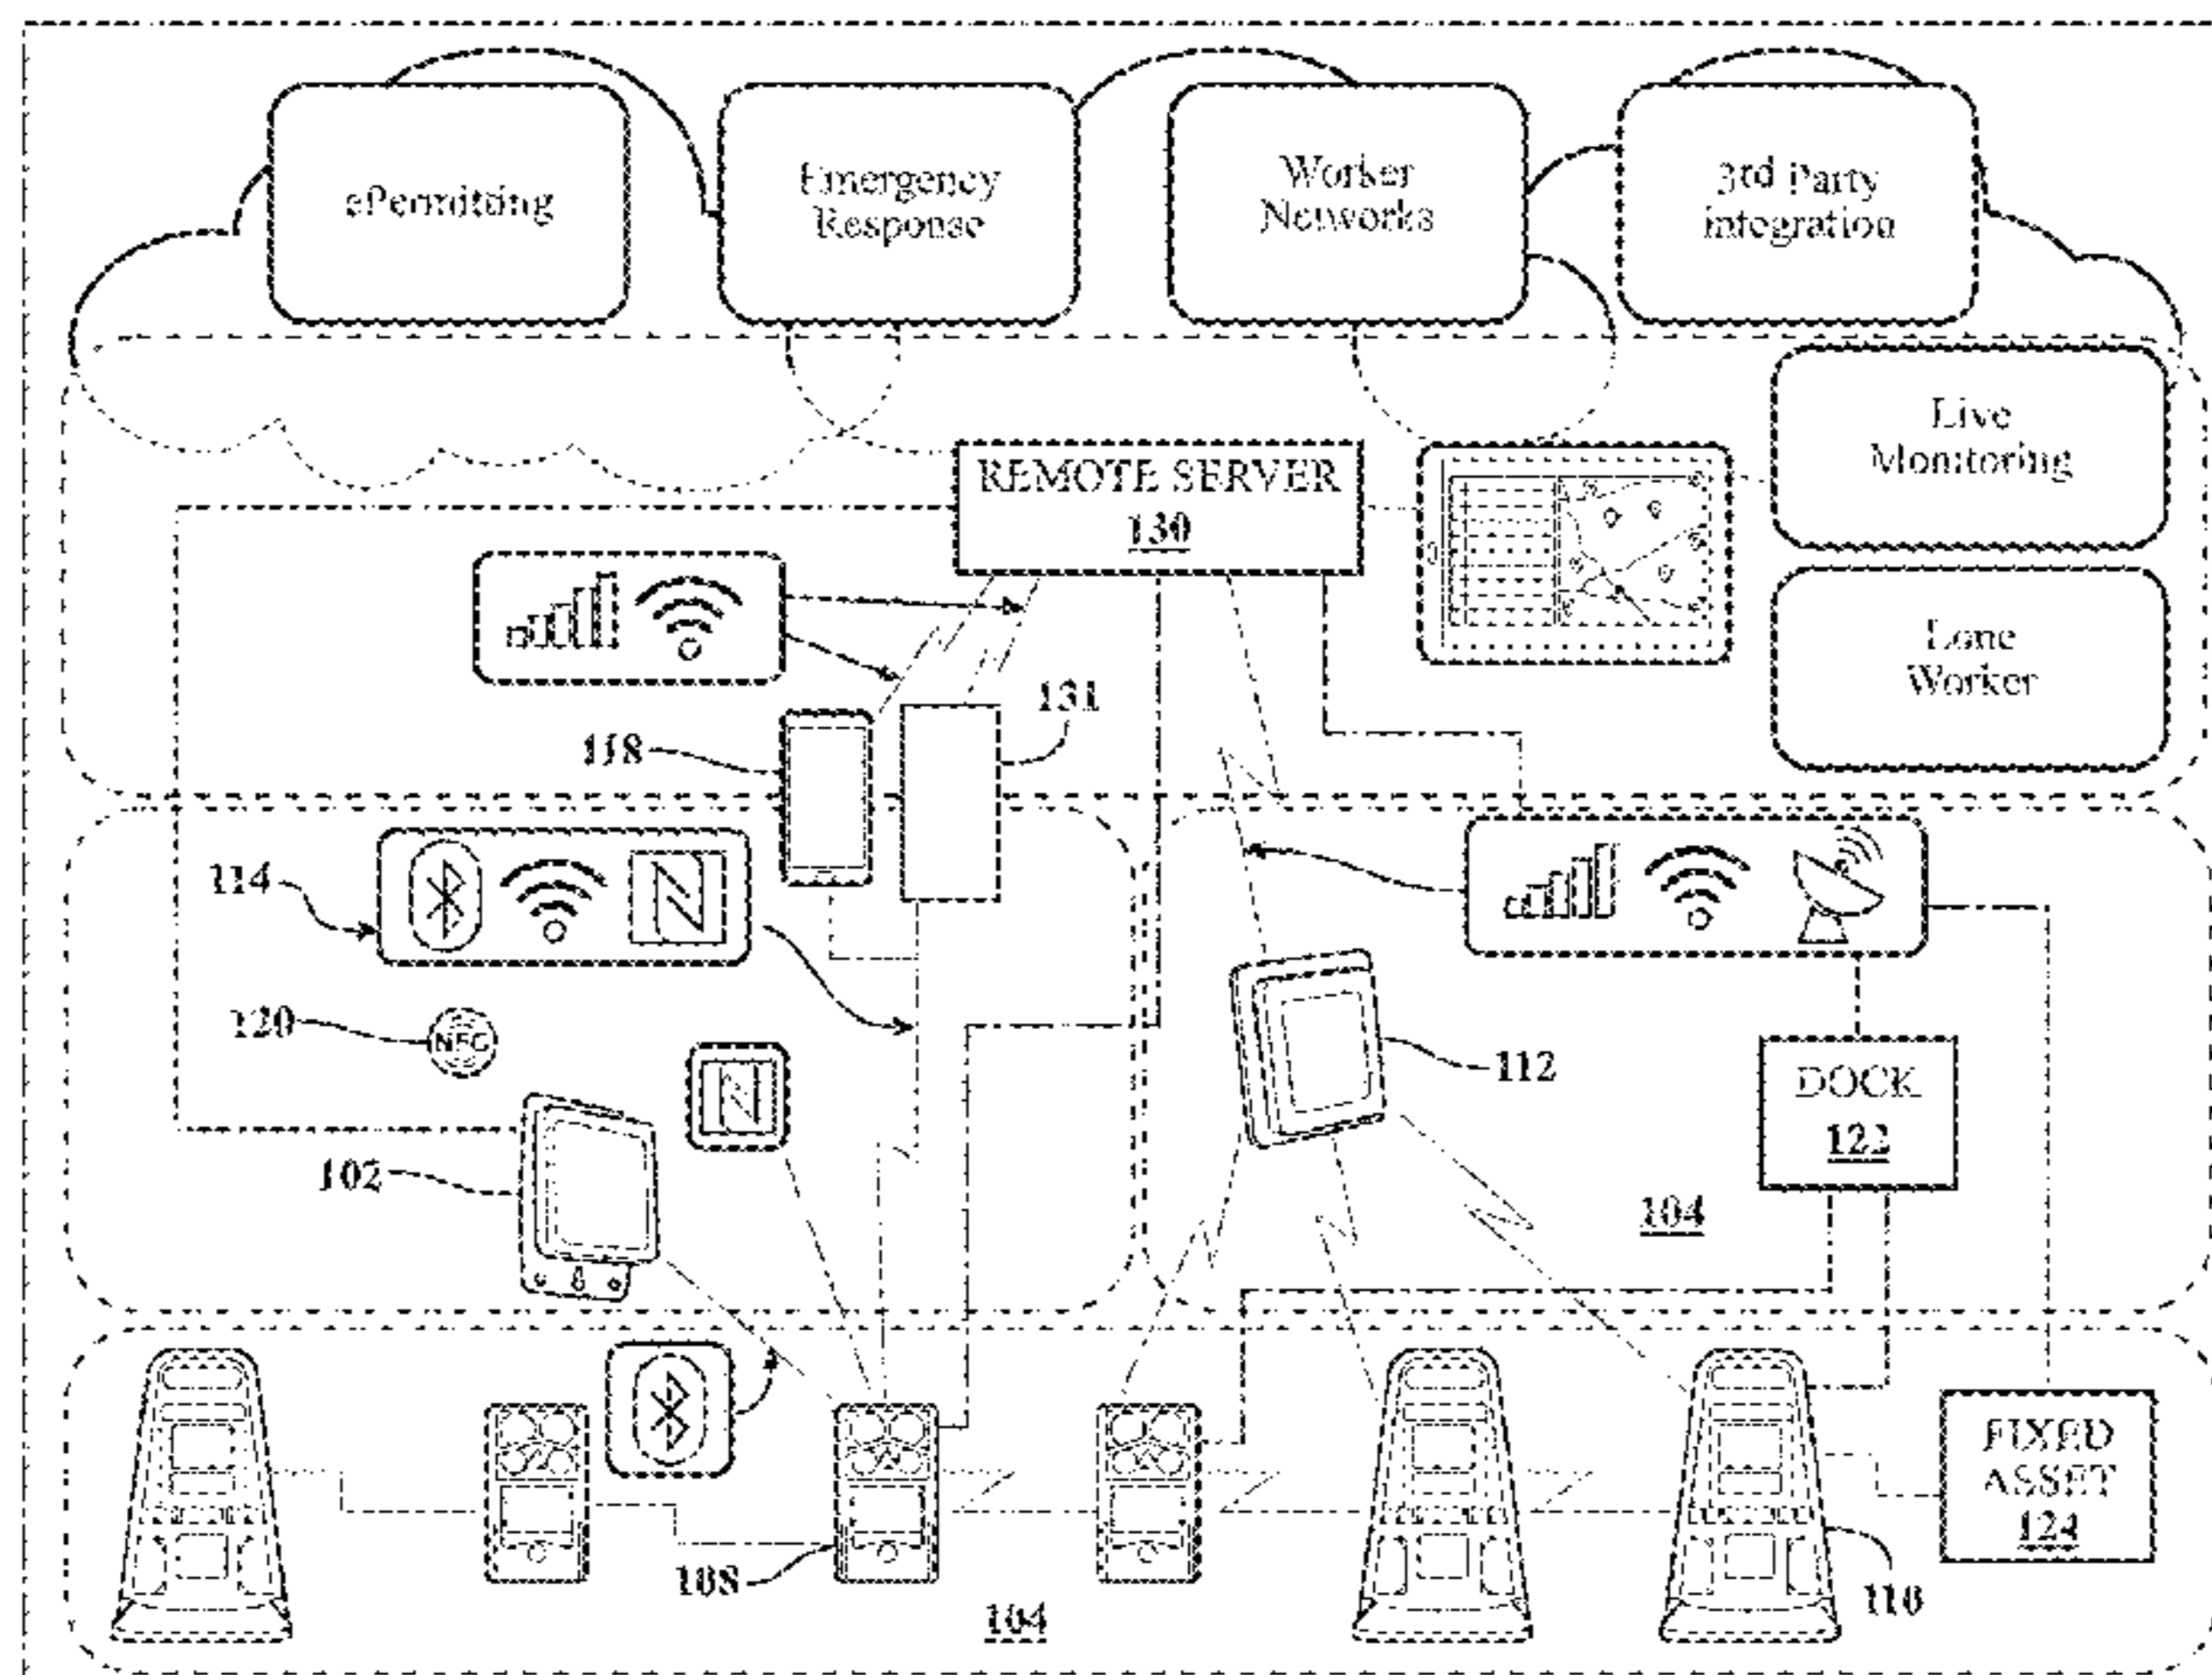 ePermitting
Emergency
Response
Worker
Networks
3rd Party
integration
Live
Monitoring
REMOTE SERVER
130
Lone
Worker
131
118
114
120
NFC
112
DOCK
122
102
104
FIXED
ASSET
124
108
110
104